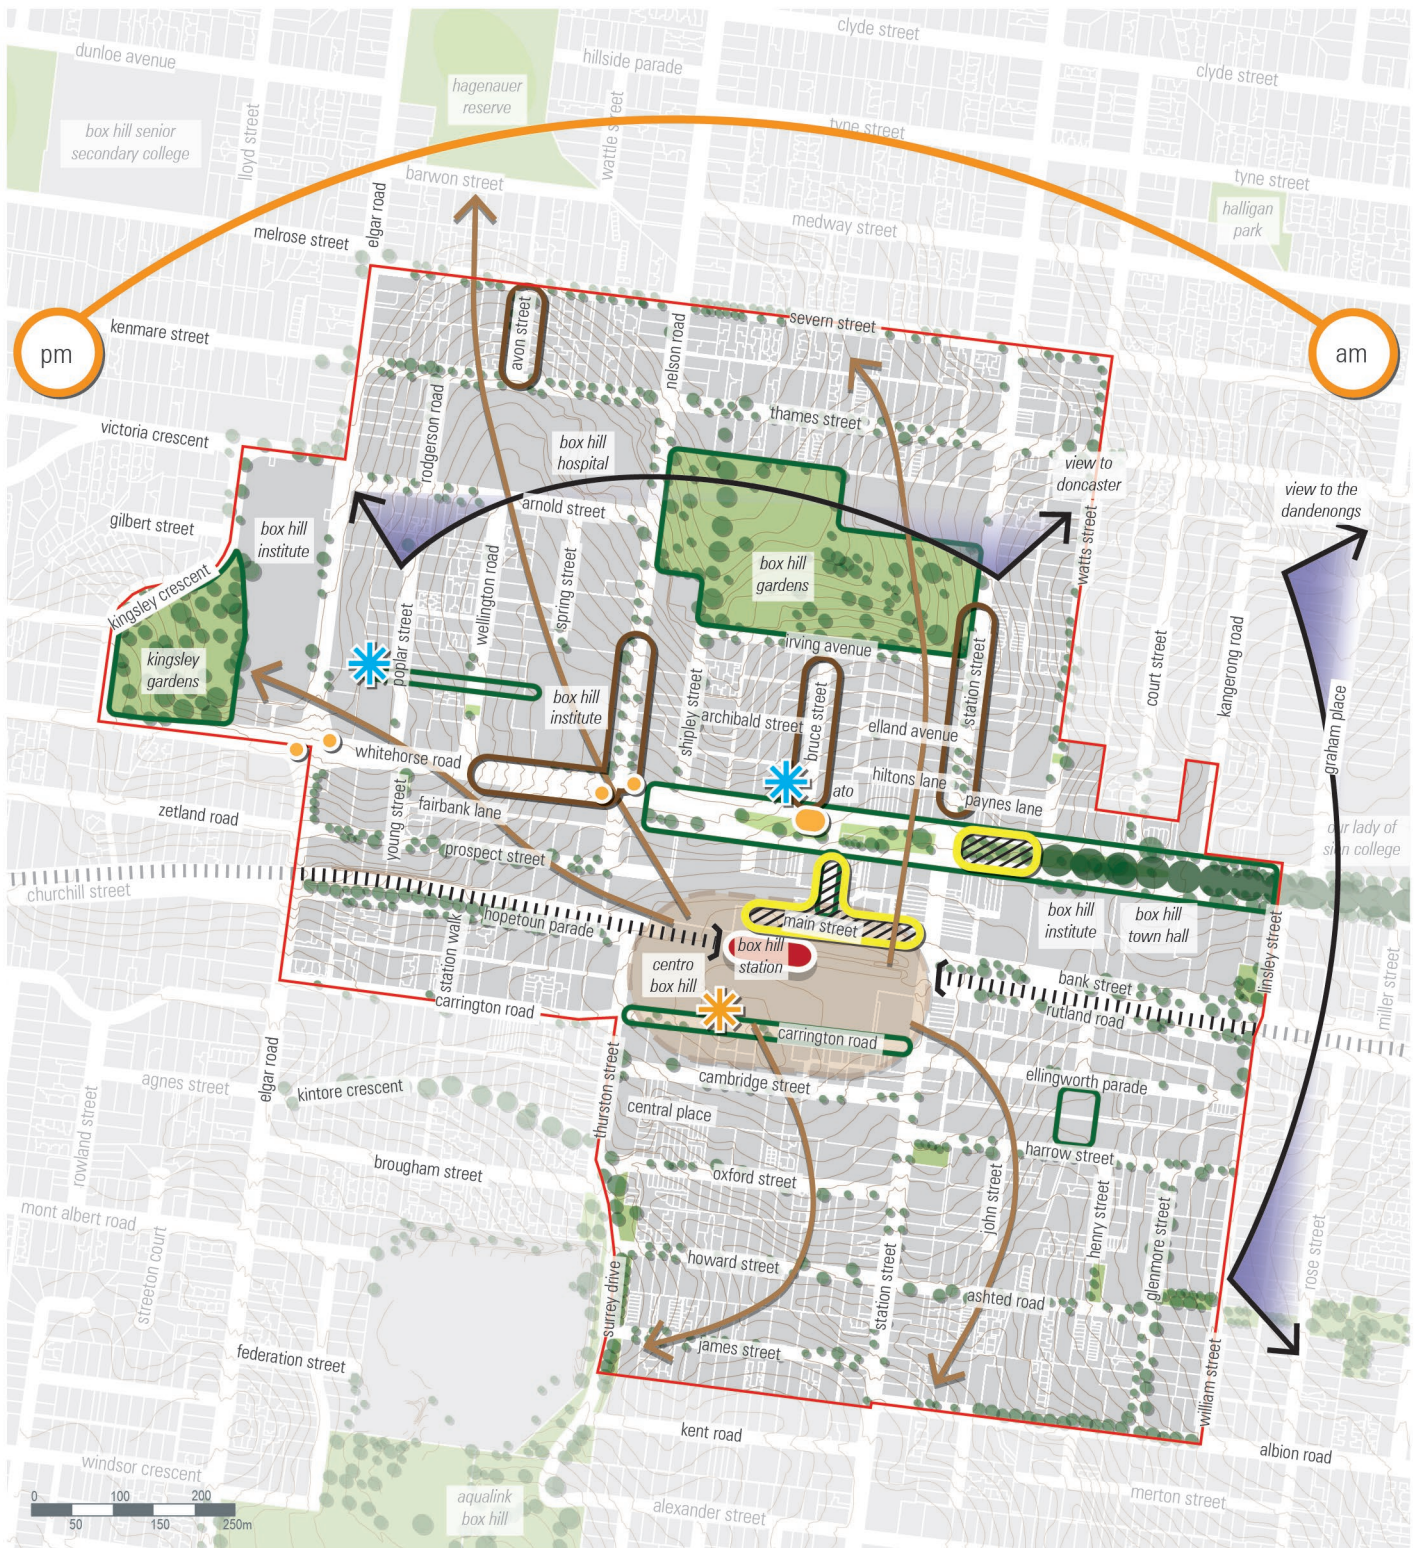 clyde street
dunloe avenue
hillside parade
clyde street
hagenauer
reserve
box hill senior
secondary college
lloyd street
wattle street
tyne street
barwon street
tyne street
elgar road
halligan
park
medway street
melrose street
avon street
kenmare street
nelson road
severn street
pm
am
rodgerson road
thames street
victoria crescent
box hill
hospital
view to
doncaster
view to the
dandenongs
arnold street
gilbert street
box hill
institute
watts street
box hill
gardens
kingsley crescent
wellington road
spring street
poplar street
irving avenue
kingsley
gardens
station street
court street
kangerong road
box hill
institute
shipley street
archibald street
bruce street
elland avenue
graham place
whitehorse road
hiltons lane
ato
paynes lane
zetland road
young street
fairbank lane
our lady of
sion college
prospect street
churchill street
hopetoun parade
station walk
main street
box hill
institute
box hill
town hall
box hill
station
centro
box hill
linsley street
bank street
rutland road
miller street
carrington road
carrington road
elgar road
thurston street
agnes street
kintore crescent
cambridge street
ellingworth parade
rowland street
central place
brougham street
oxford street
harrow street
john street
henry street
glenmore street
mont albert road
streeton court
howard street
station street
rose street
surrey drive
ashted road
federation street
james street
william street
kent road
albion road
windsor crescent
aqualink
box hill
alexander street
merton street
0 100 200
50 150 250m